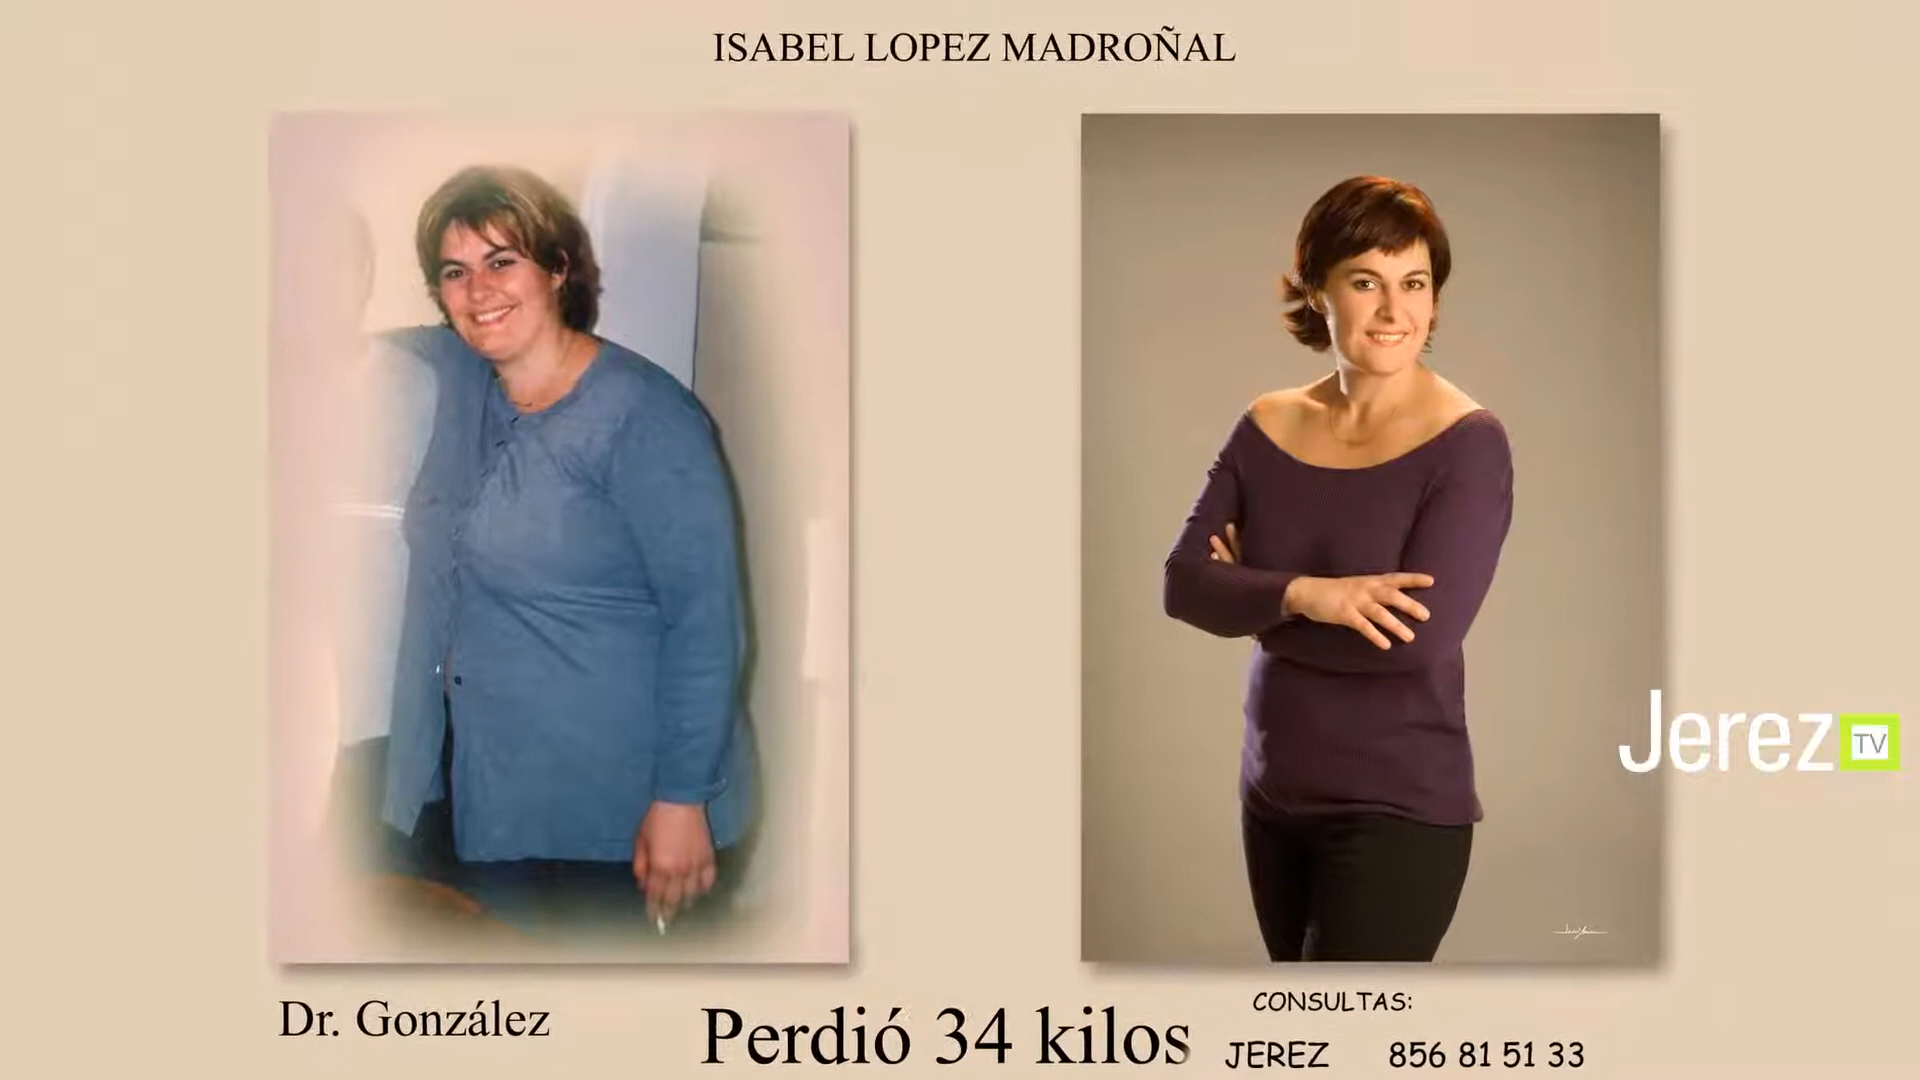 ISABEL LOPEZ MADROÑAL
Jerez TV
Dr. González
Perdió 34 kilos
CONSULTAS:
JEREZ 856 81 51 33